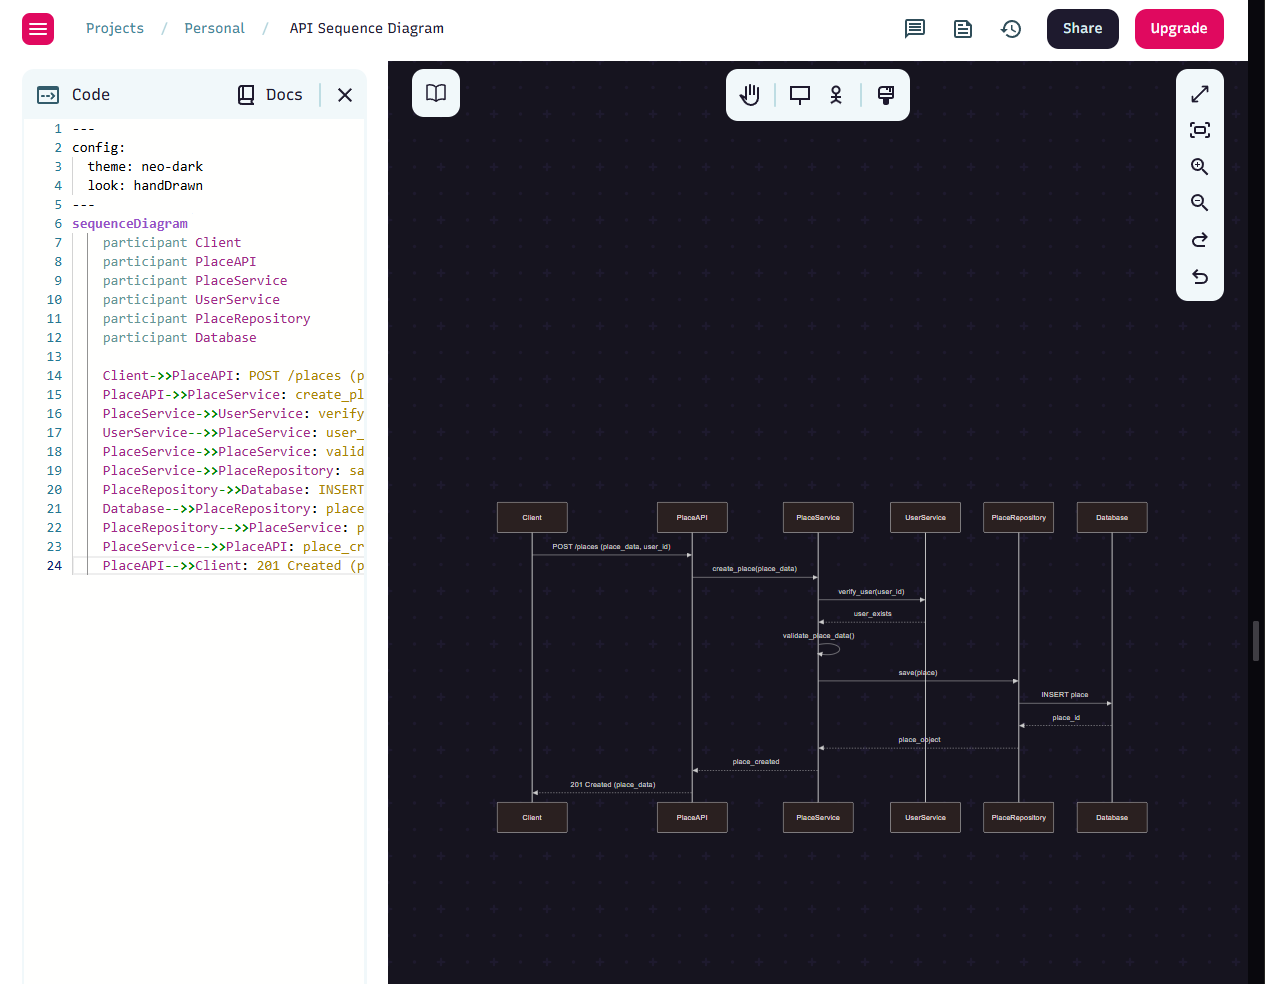 Projects / Personal / API Sequence Diagram
Share
Upgrade
Code
Docs
1 ---
2 config:
3 theme: neo-dark
4 look: handDrawn
5 ---
6 sequenceDiagram
7 participant Client
8 participant PlaceAPI
9 participant PlaceService
10 participant UserService
11 participant PlaceRepository
12 participant Database
13
14 Client->>PlaceAPI: POST /places (p
15 PlaceAPI->>PlaceService: create_pl
16 PlaceService->>UserService: verify
17 UserService-->>PlaceService: user_
18 PlaceService->>PlaceService: valid
19 PlaceService->>PlaceRepository: sa
20 PlaceRepository->>Database: INSERT
21 Database-->>PlaceRepository: place
22 PlaceRepository-->>PlaceService: p
23 PlaceService-->>PlaceAPI: place_cr
24 PlaceAPI-->>Client: 201 Created (p
Client PlaceAPI PlaceService UserService PlaceRepository Database
POST /places (place_data, user_id)
create_place(place_data)
verify_user(user_id)
user_exists
validate_place_data()
save(place)
INSERT place
place_id
place_object
place_created
201 Created (place_data)
Client PlaceAPI PlaceService UserService PlaceRepository Database